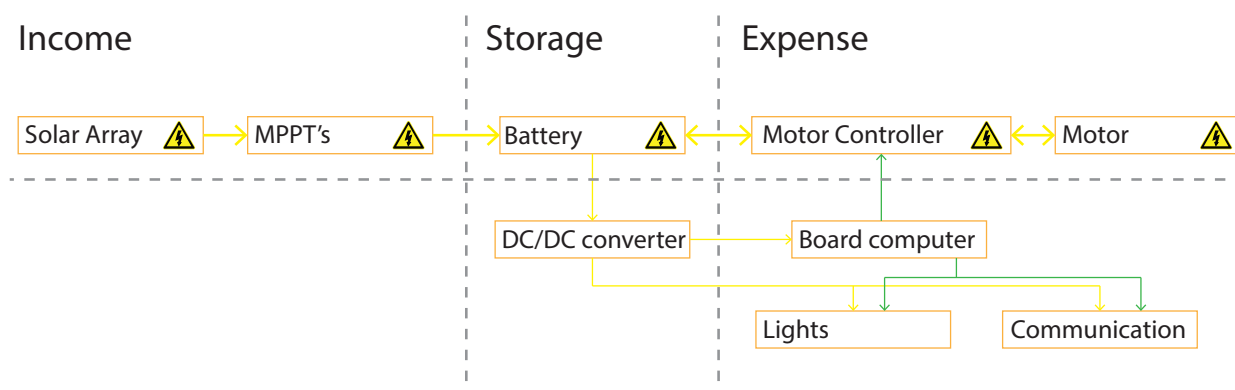 Income
Storage
Expense
Solar Array
MPPT's
Battery
Motor Controller
Motor
DC/DC converter
Board computer
Lights
Communication